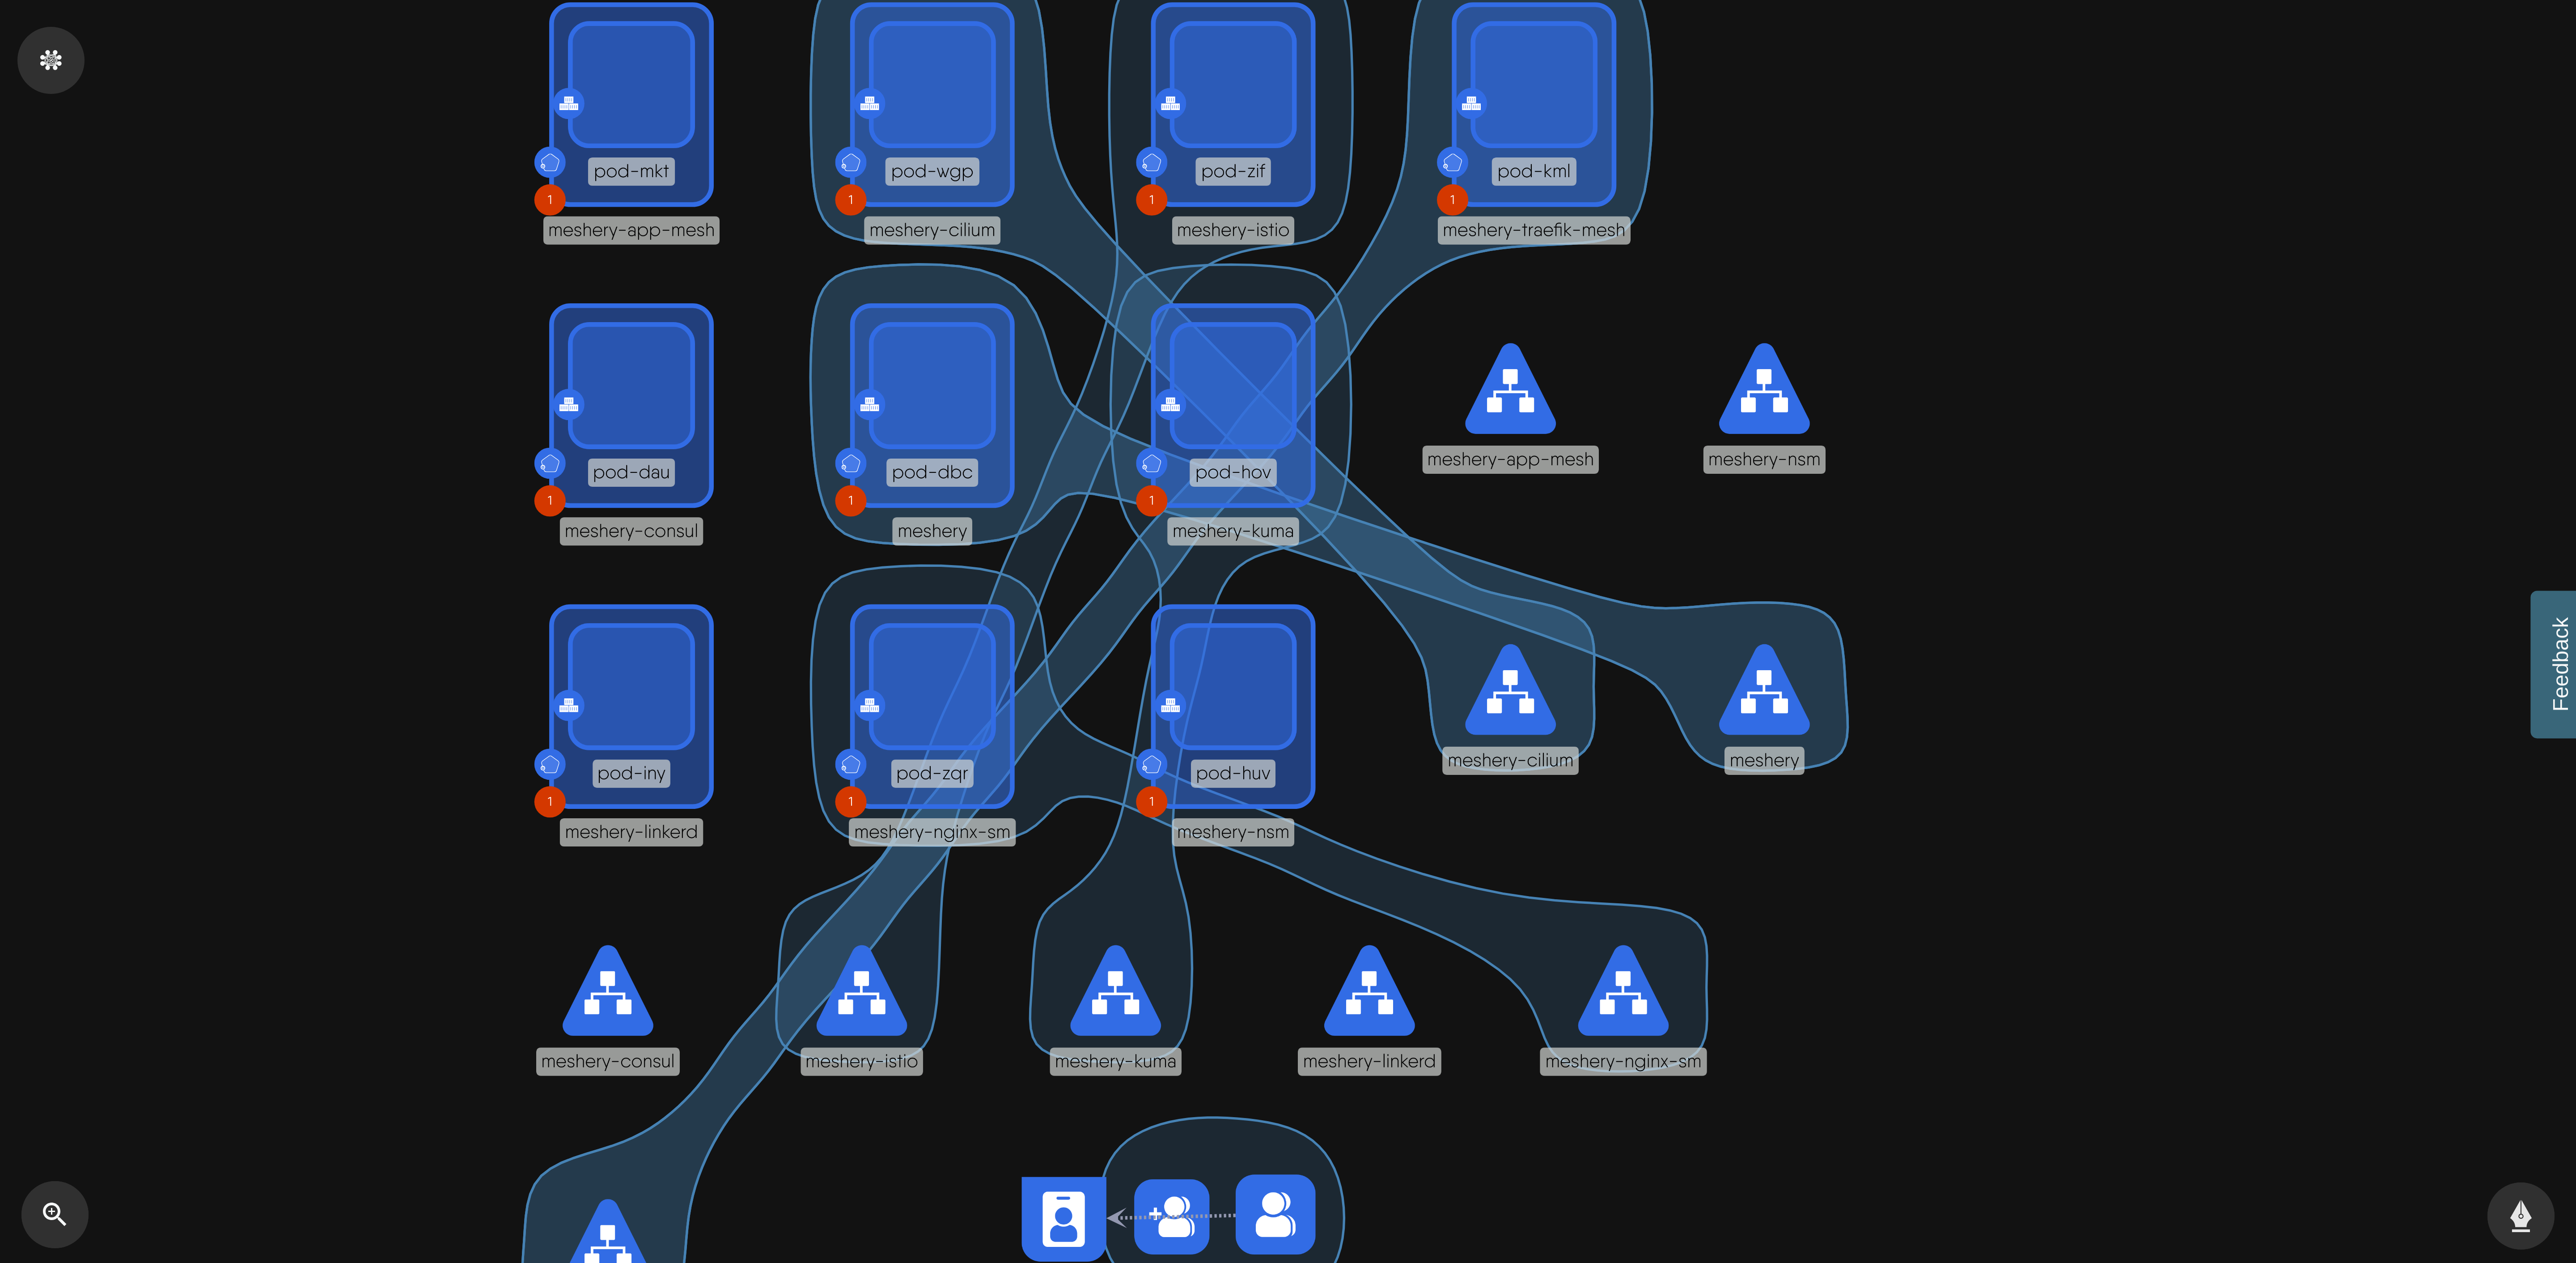 pod-mkt
pod-wgp
pod-zif
pod-kml
1
1
1
1
meshery-app-mesh
meshery-cilium
meshery-istio
meshery-traefik-mesh
meshery-app-mesh
meshery-nsm
pod-dau
pod-dbc
pod-hov
1
1
1
meshery-consul
meshery
meshery-kuma
Feedback
meshery-cilium
meshery
pod-iny
pod-zqr
pod-huv
1
1
1
meshery-linkerd
meshery-nginx-sm
meshery-nsm
meshery-consul
meshery-istio
meshery-kuma
meshery-linkerd
meshery-nginx-sm